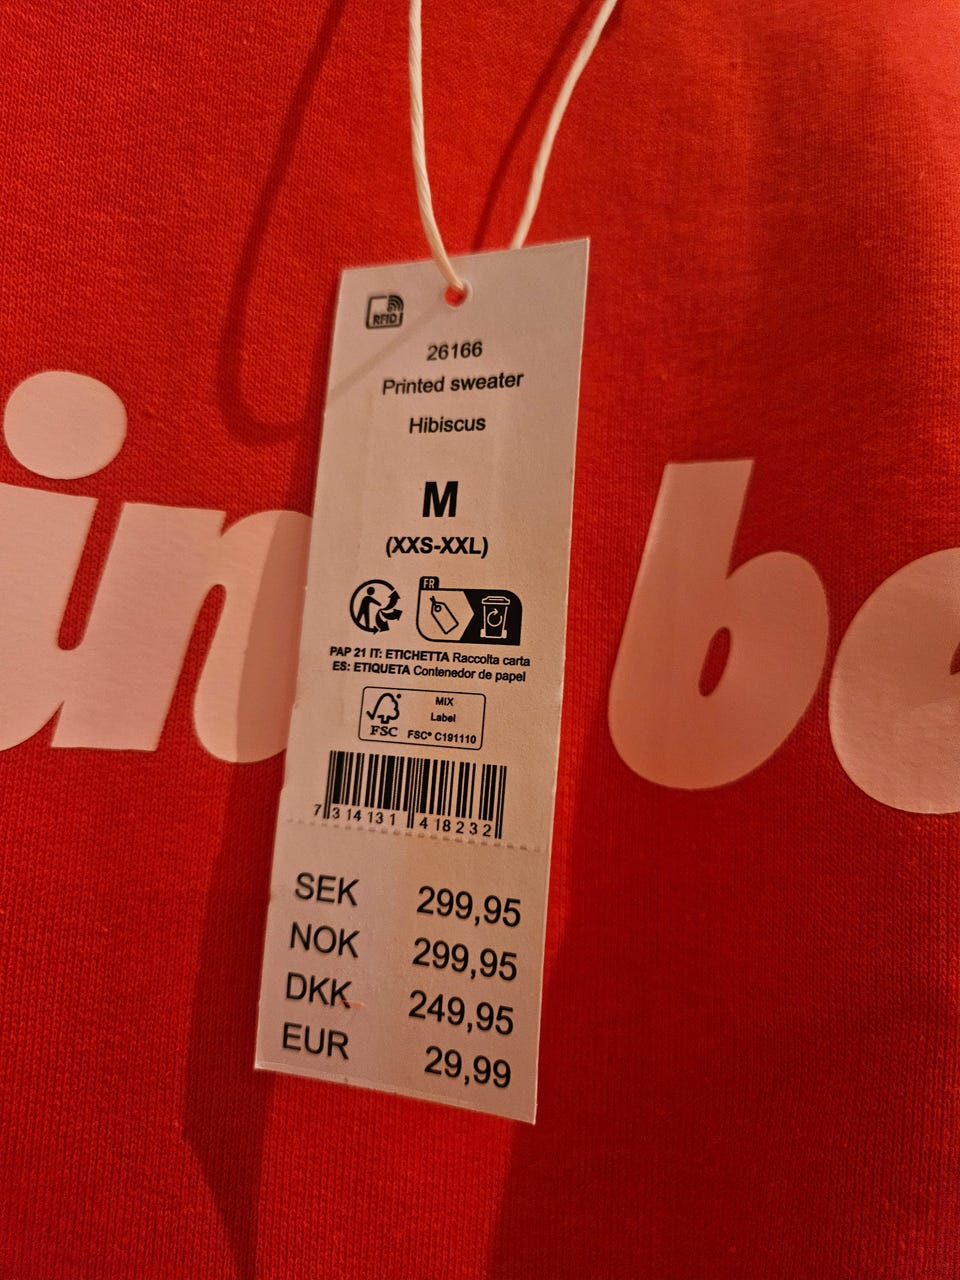 RFID
26166
Printed sweater
Hibiscus
M
(XXS-XXL)
FR
PAP 21 IT: ETICHETTA Raccolta carta
ES: ETIQUETA Contenedor de papel
MIX
Label
FSC
FSC® C191110
7 314131 418232
SEK 299,95
NOK 299,95
DKK 249,95
EUR 29,99
in b